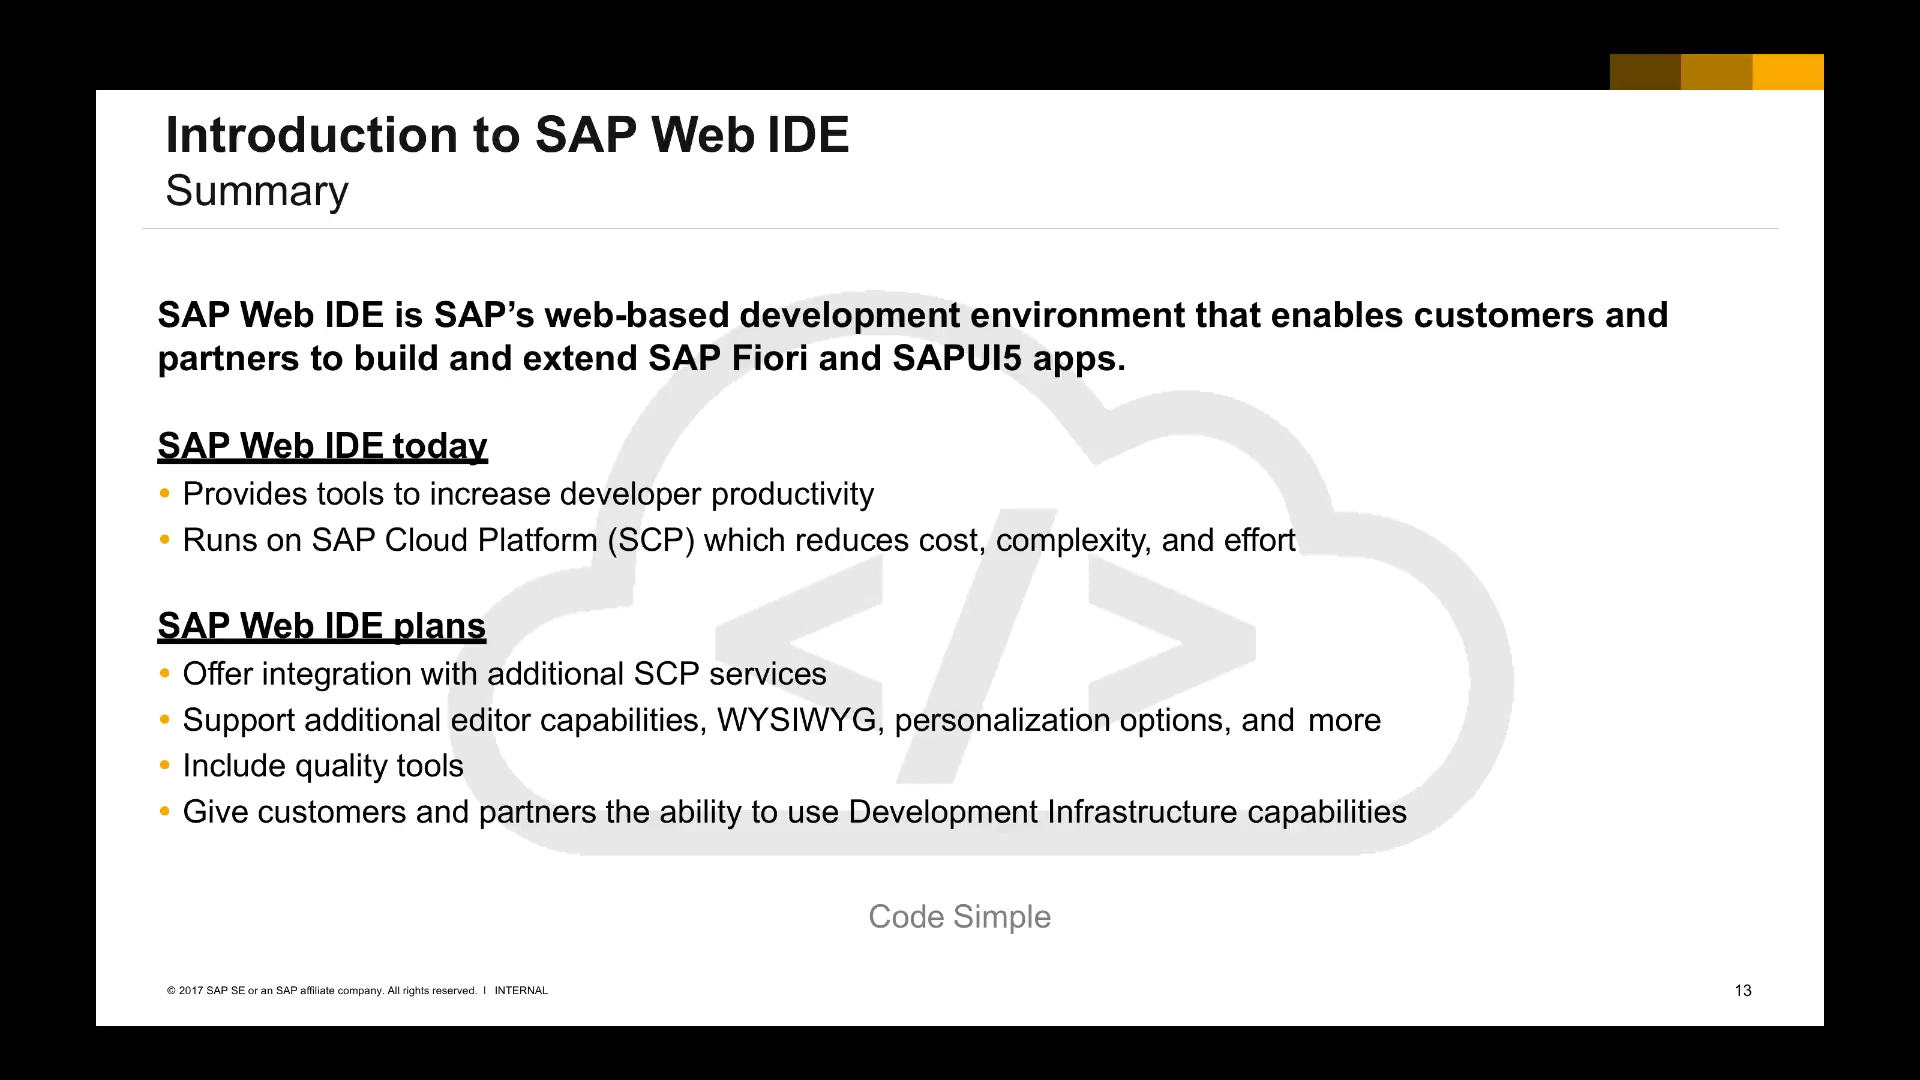 Introduction to SAP Web IDE
Summary
SAP Web IDE is SAP’s web-based development environment that enables customers and
partners to build and extend SAP Fiori and SAPUI5 apps.
SAP Web IDE today
• Provides tools to increase developer productivity
• Runs on SAP Cloud Platform (SCP) which reduces cost, complexity, and effort
SAP Web IDE plans
• Offer integration with additional SCP services
• Support additional editor capabilities, WYSIWYG, personalization options, and more
• Include quality tools
• Give customers and partners the ability to use Development Infrastructure capabilities
</>
Code Simple
© 2017 SAP SE or an SAP affiliate company. All rights reserved. I INTERNAL
13